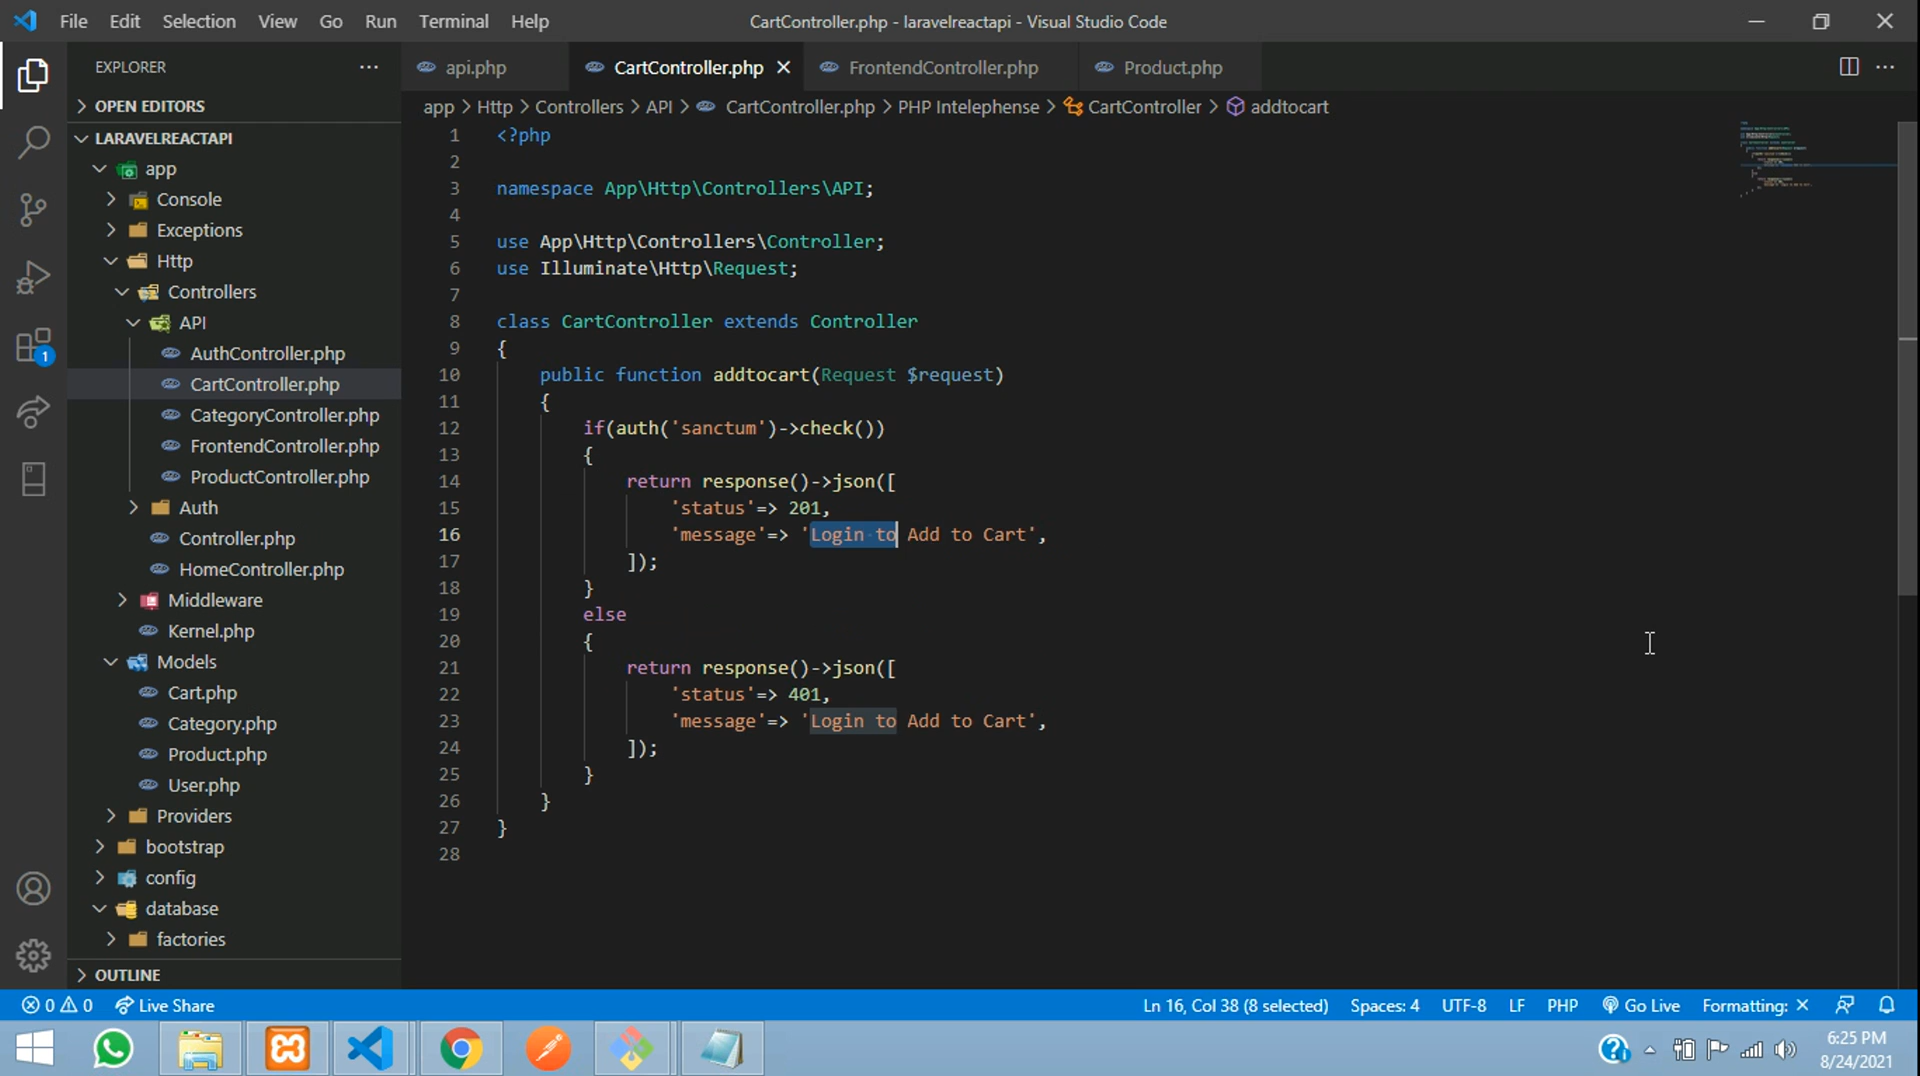 File Edit Selection View Go Run Terminal Help
CartController.php - laravelreactapi - Visual Studio Code
EXPLORER
OPEN EDITORS
LARAVELREACTAPI
app
Console
Exceptions
Http
Controllers
API
AuthController.php
CartController.php
CategoryController.php
FrontendController.php
ProductController.php
Auth
Controller.php
HomeController.php
Middleware
Kernel.php
Models
Cart.php
Category.php
Product.php
User.php
Providers
bootstrap
config
database
factories
OUTLINE
1
api.php CartController.php FrontendController.php Product.php
app > Http > Controllers > API > CartController.php > PHP Intelephense > CartController > addtocart
1 <?php
2
3 namespace App\Http\Controllers\API;
4
5 use App\Http\Controllers\Controller;
6 use Illuminate\Http\Request;
7
8 class CartController extends Controller
9 {
10 public function addtocart(Request $request)
11 {
12 if(auth('sanctum')->check())
13 {
14 return response()->json([
15 'status'=> 201,
16 'message'=> 'Login to Add to Cart',
17 ]);
18 }
19 else
20 {
21 return response()->json([
22 'status'=> 401,
23 'message'=> 'Login to Add to Cart',
24 ]);
25 }
26 }
27 }
28
0 0 Live Share
Ln 16, Col 38 (8 selected) Spaces: 4 UTF-8 LF PHP Go Live Formatting: ×
6:25 PM
8/24/2021